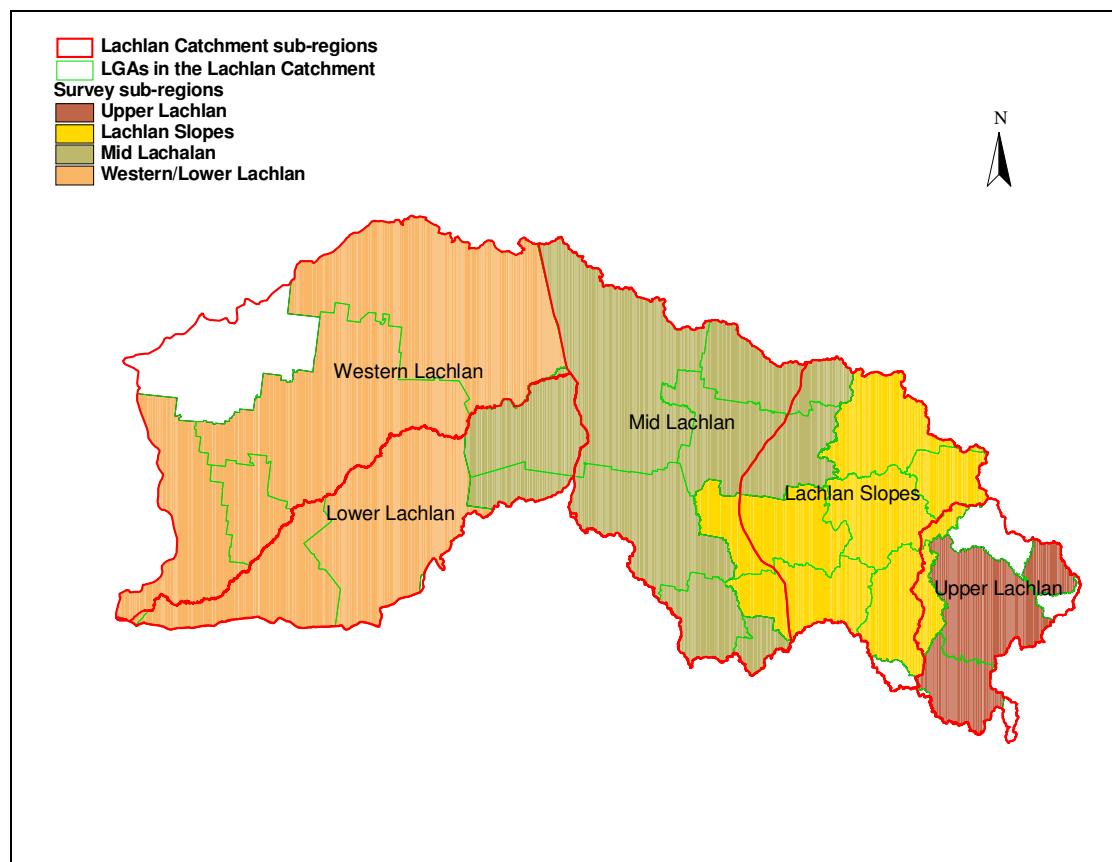 Lachlan Catchment sub-regions
LGAs in the Lachlan Catchment
Survey sub-regions
Upper Lachlan
Lachlan Slopes
Mid Lachalan
Western/Lower Lachlan
N
Western Lachlan
Mid Lachlan
Lachlan Slopes
Lower Lachlan
Upper Lachlan